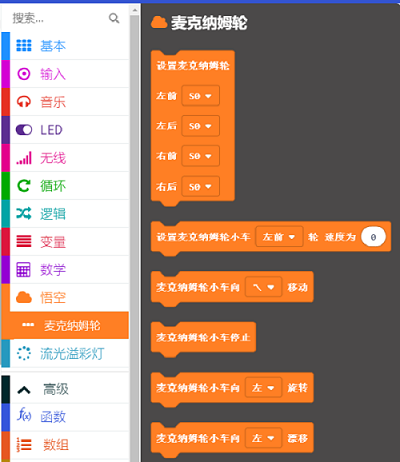 搜索...
基本
输入
音乐
LED
无线
循环
逻辑
变量
数学
悟空
麦克纳姆轮
流光溢彩灯
高级
f(x) 函数
数组
麦克纳姆轮
设置麦克纳姆轮
左前 50
左后 50
右前 50
右后 50
设置麦克纳姆轮小车 左前 轮 速度为 0
麦克纳姆轮小车向 ↖ 移动
麦克纳姆轮小车停止
麦克纳姆轮小车向 左 旋转
麦克纳姆轮小车向 左 漂移